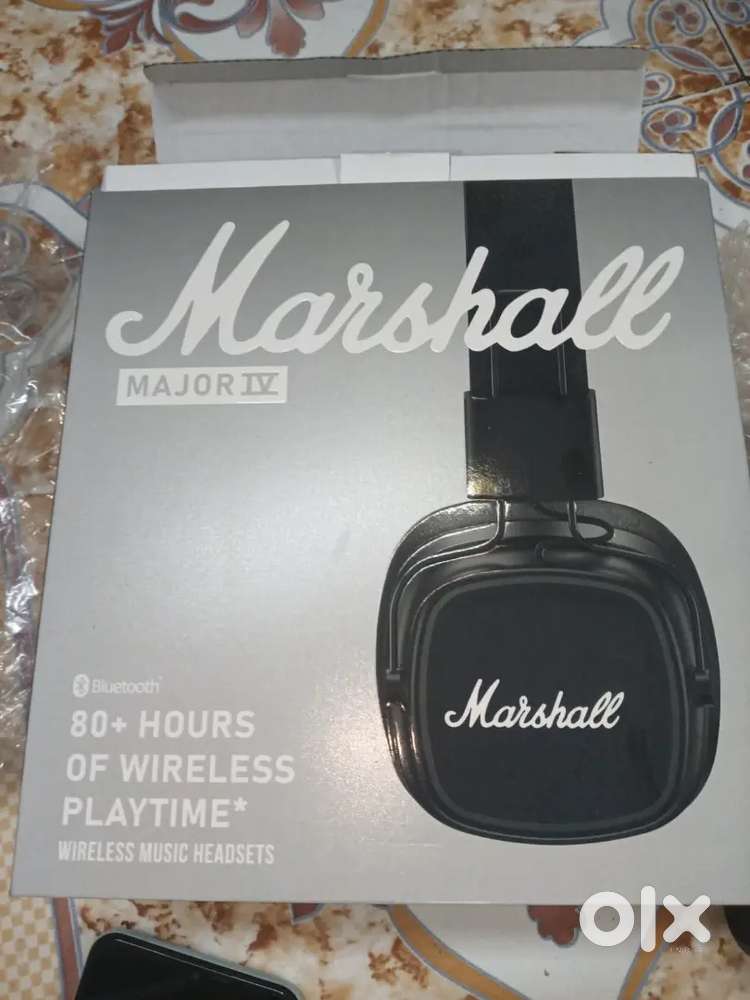 Marshall
MAJOR IV
Bluetooth
80+ HOURS
OF WIRELESS
PLAYTIME*
WIRELESS MUSIC HEADSETS
Marshall
olx